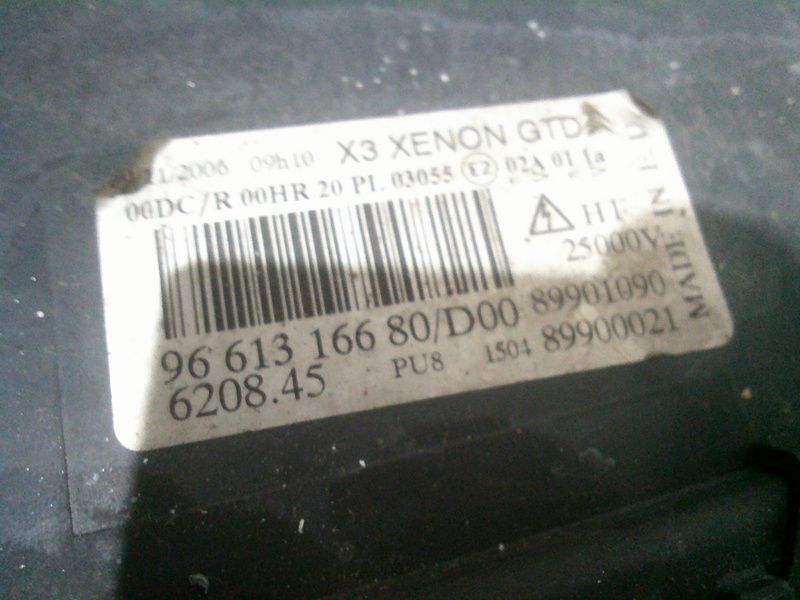 2006 09h10 X3 XENON GTD
00DC/R 00HR 20 PL 03055 E2 02A 01 1a
HT
25000V
96 613 166 80/D00 89901090
6208.45 PU8 1504 89900021
MADE IN